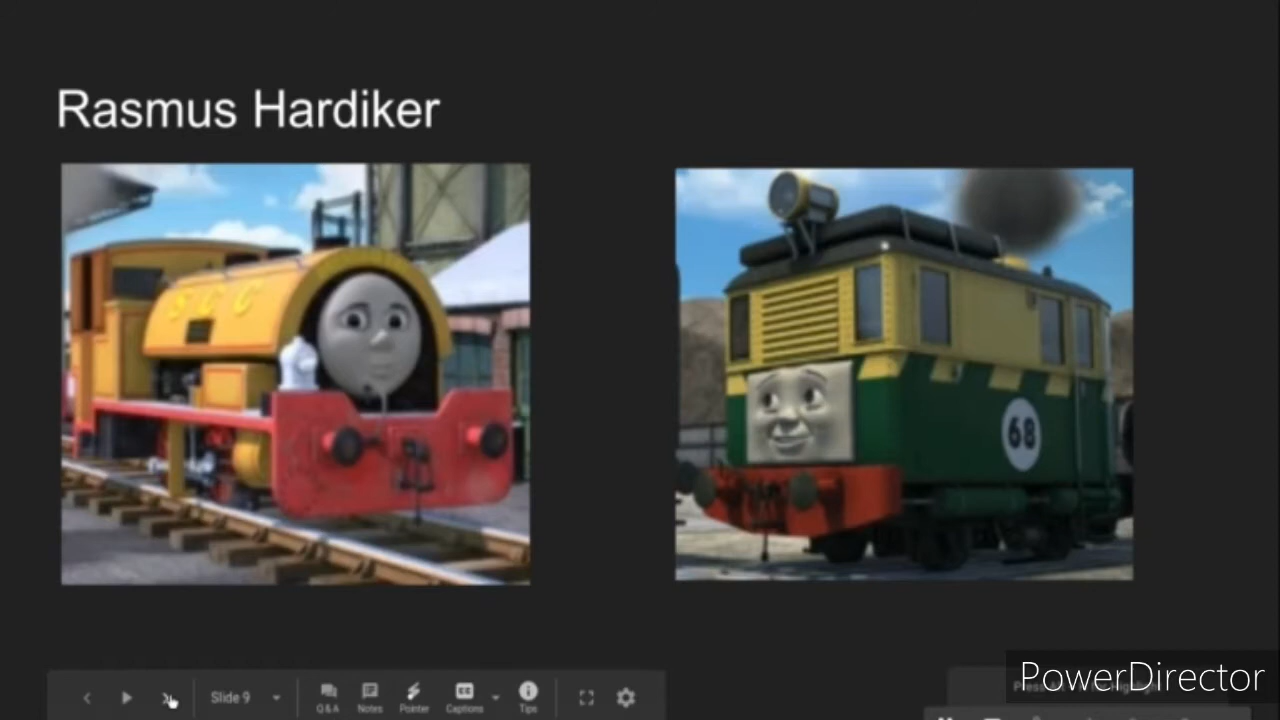 Rasmus Hardiker
SCC
68
Slide 9
Q&A
Notes
Pointer
Captions
Tips
PowerDirector